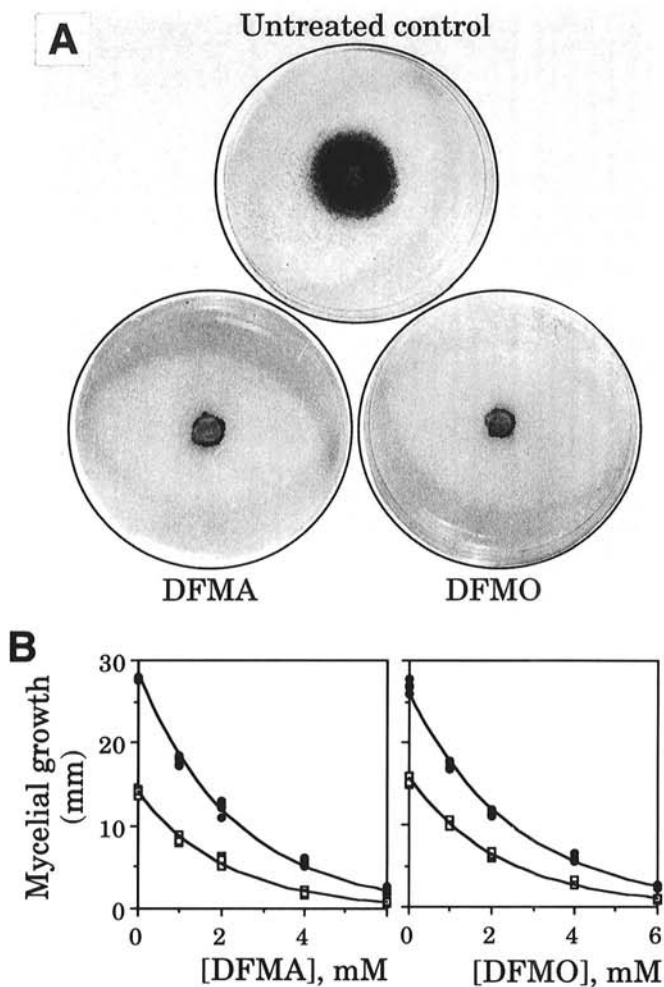 A
Untreated control
DFMA
DFMO
B
Mycelial growth
(mm)
30
20
10
0
0
2
4
[DFMA], mM
0
2
4
6
[DFMO], mM